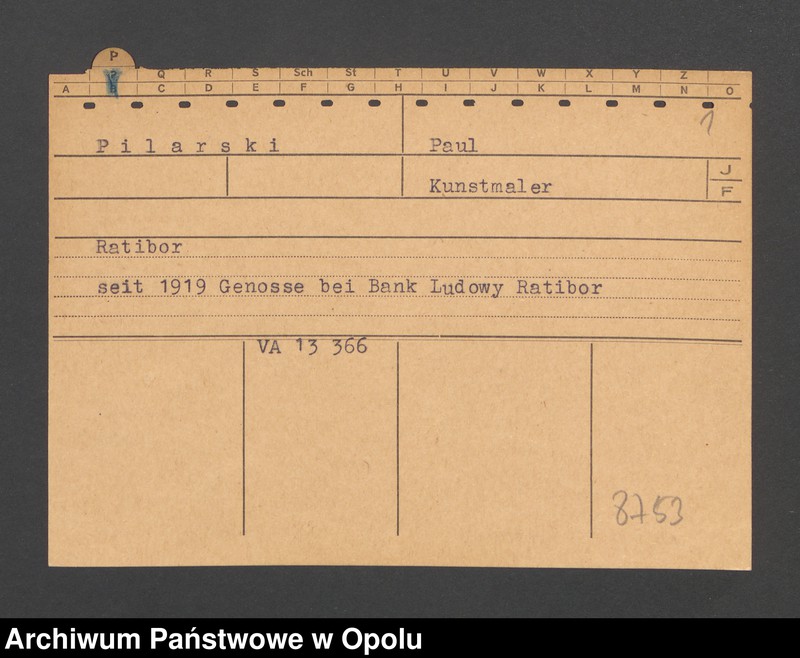 P
P Q R S Sch St T U V W X Y Z
A B C D E F G H I J K L M N O
1
Pilarski Paul
Kunstmaler J
F
Ratibor
seit 1919 Genosse bei Bank Ludowy Ratibor
VA 13 366
8753
Archiwum Państwowe w Opolu